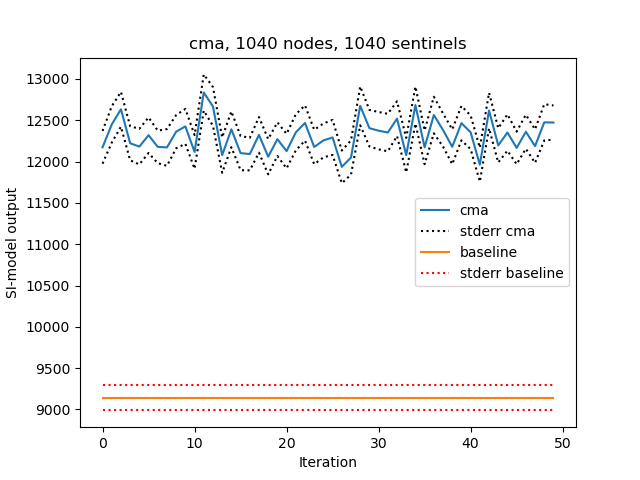 cma, 1040 nodes, 1040 sentinels
13000
12500
12000
11500
11000
10500
10000
9500
9000
SI-model output
cma
stderr cma
baseline
stderr baseline
0 10 20 30 40 50
Iteration